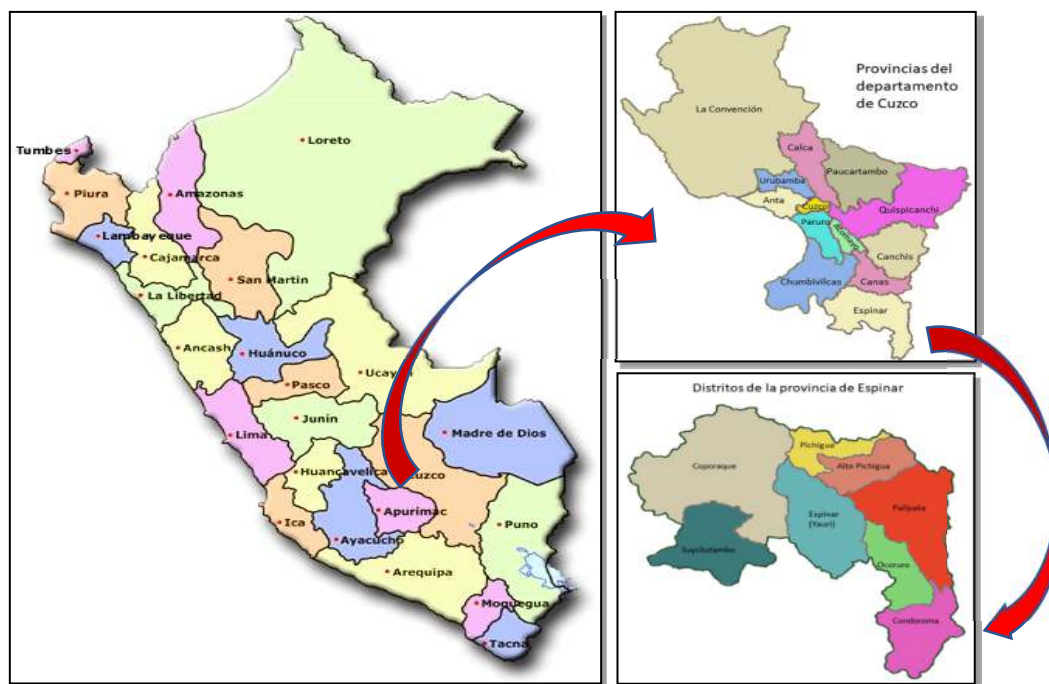 Loreto
Tumbes
Piura
Amazonas
Lambayeque
Cajamarca
San Martín
La Libertad
Ancash
Huánuco
Ucayali
Pasco
Junín
Lima
Madre de Dios
Huancavelica
Cuzco
Ica
Apurímac
Ayacucho
Puno
Arequipa
Moquegua
Tacna
Provincias del
departamento
de Cuzco
La Convención
Calca
Paucartambo
Urubamba
Anta
Cuzco
Quispicanchi
Paruro
Acomayo
Canchis
Chumbivilcas
Canas
Espinar
Distritos de la provincia de Espinar
Pichigua
Coporaque
Alto Pichigua
Pallpata
Espinar
(Yauri)
Suyckutambo
Ocoruro
Condoroma